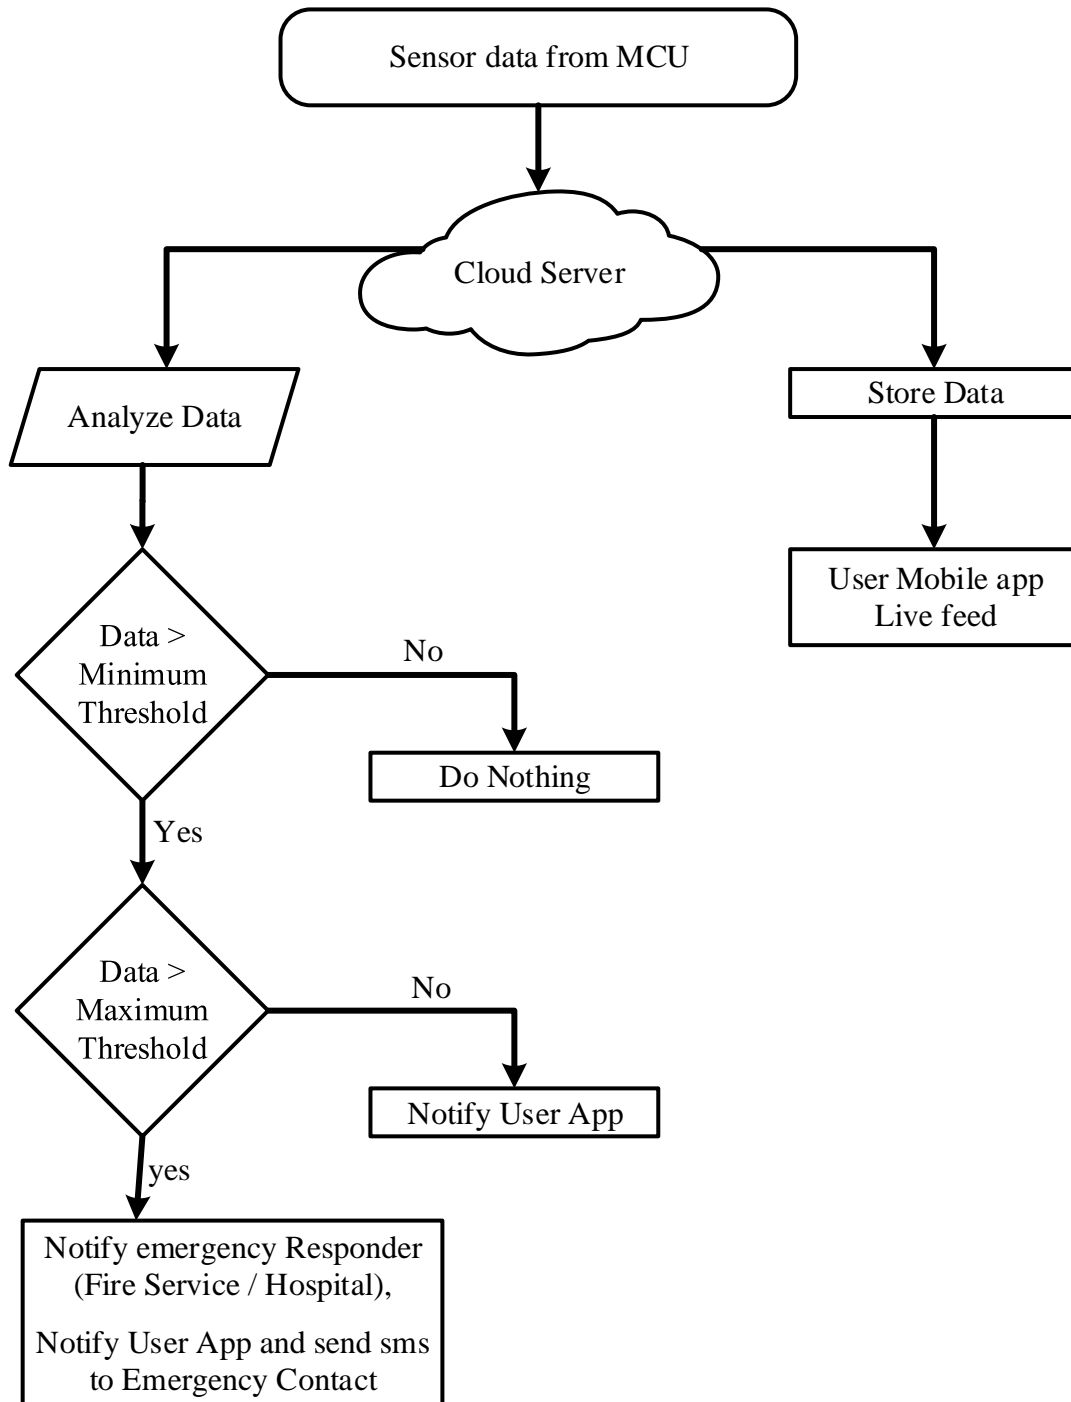 Sensor data from MCU
Cloud Server
Analyze Data
Store Data
User Mobile app
Live feed
Data >
Minimum
Threshold
No
Do Nothing
Yes
Data >
Maximum
Threshold
No
Notify User App
yes
Notify emergency Responder
(Fire Service / Hospital),
Notify User App and send sms
to Emergency Contact